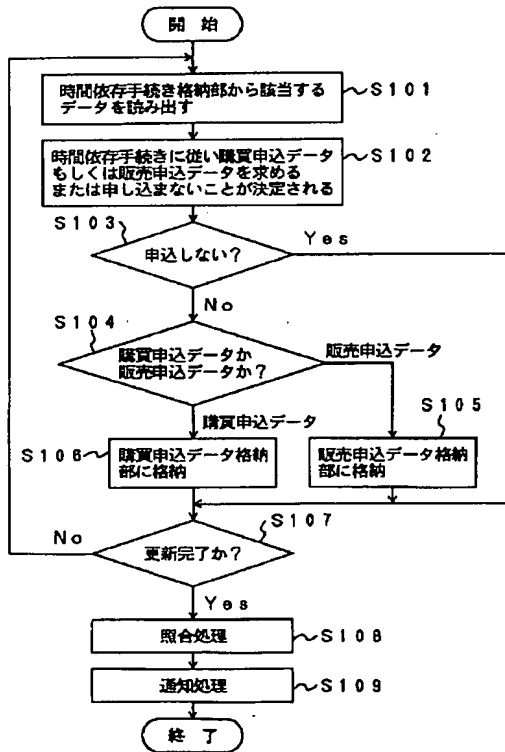 開 始
時間依存手続き格納部から該当する
データを読み出す
S101
時間依存手続きに従い購買申込データ
もしくは販売申込データを求める
または申し込まないことが決定される
S102
S103
申込しない?
Yes
No
S104
購買申込データか
販売申込データか?
販売申込データ
購買申込データ
S105
S106
購買申込データ格納
部に格納
販売申込データ格納
部に格納
S107
No
更新完了か?
Yes
照合処理
S108
通知処理
S109
終 了